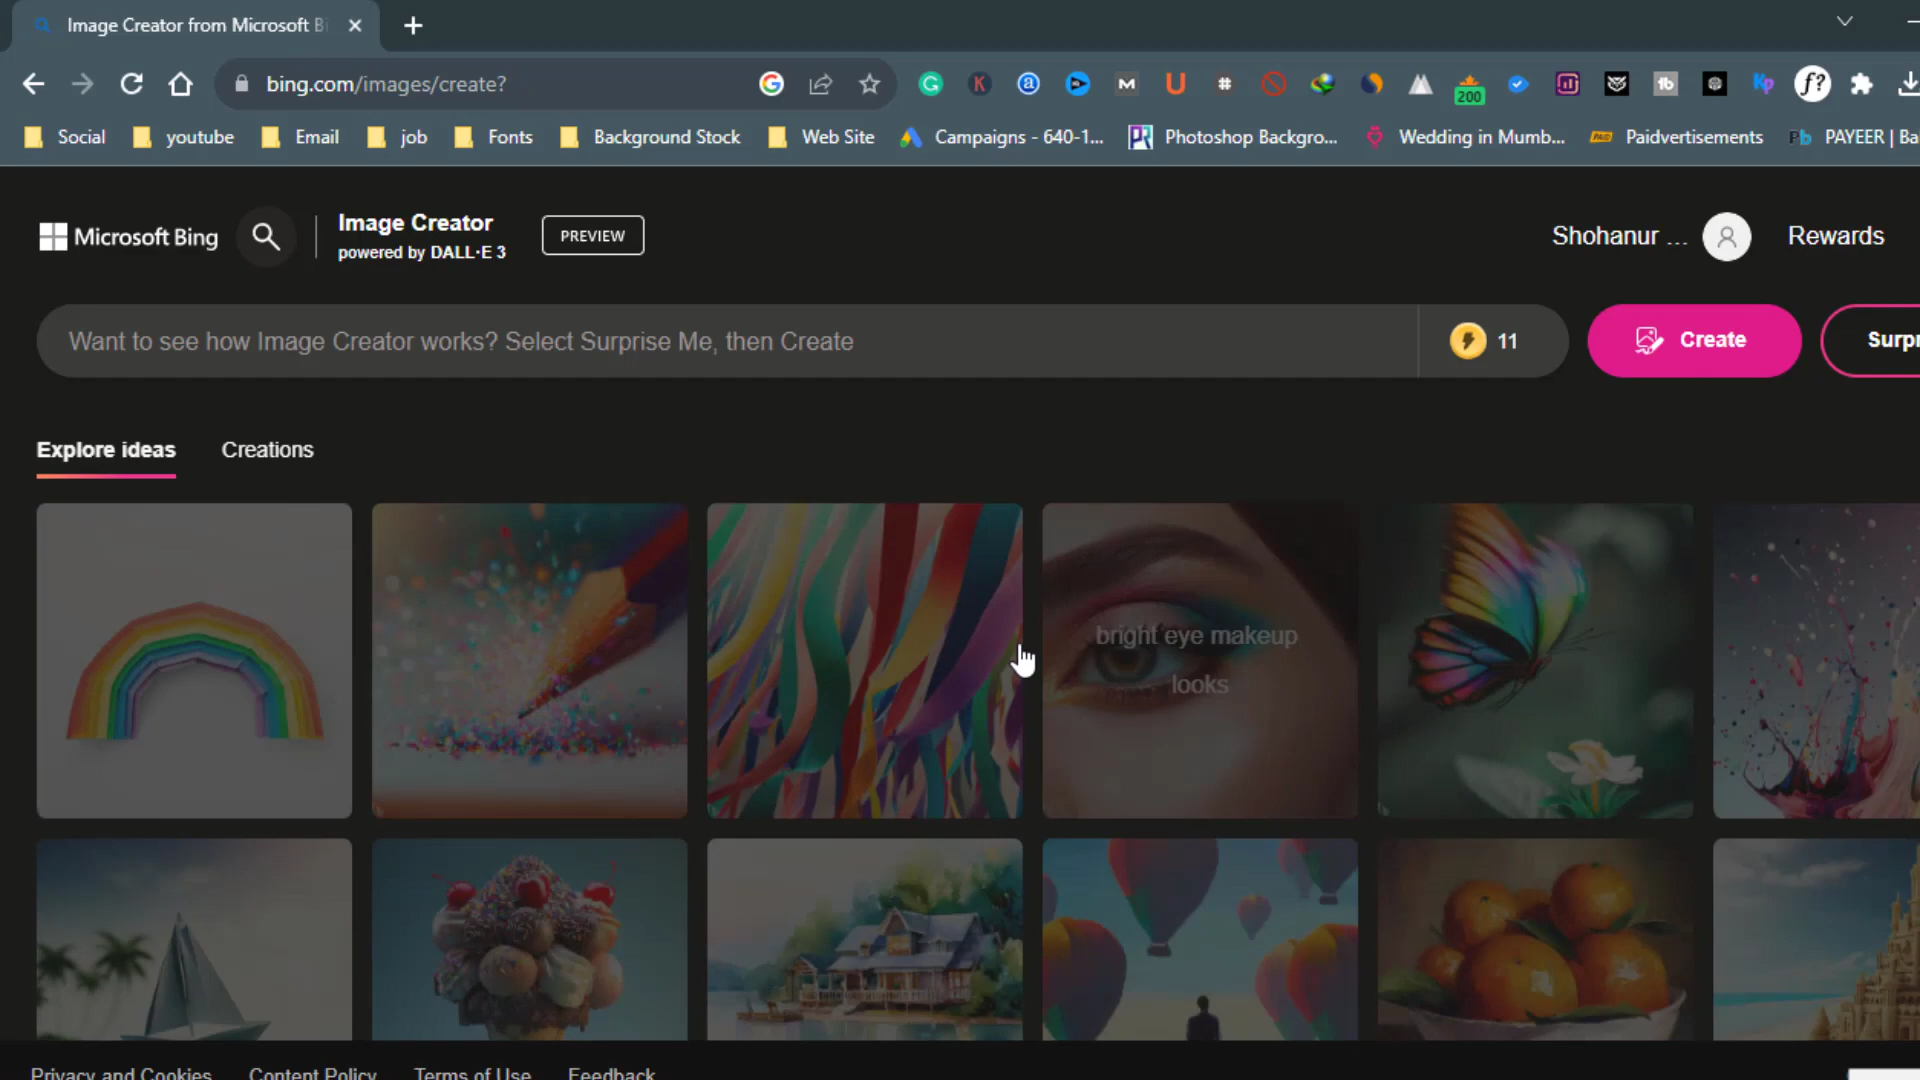 Image Creator from Microsoft Bi
bing.com/images/create?
200
Social
youtube
Email
job
Fonts
Background Stock
Web Site
Campaigns - 640-1...
Photoshop Backgro...
Wedding in Mumb...
Paidvertisements
PAYEER | Ba
Microsoft Bing
Image Creator
powered by DALL·E 3
PREVIEW
Shohanur ...
Rewards
Want to see how Image Creator works? Select Surprise Me, then Create
11
Create
Surpr
Explore ideas
Creations
bright eye makeup
looks
Privacy and Cookies
Content Policy
Terms of Use
Feedback